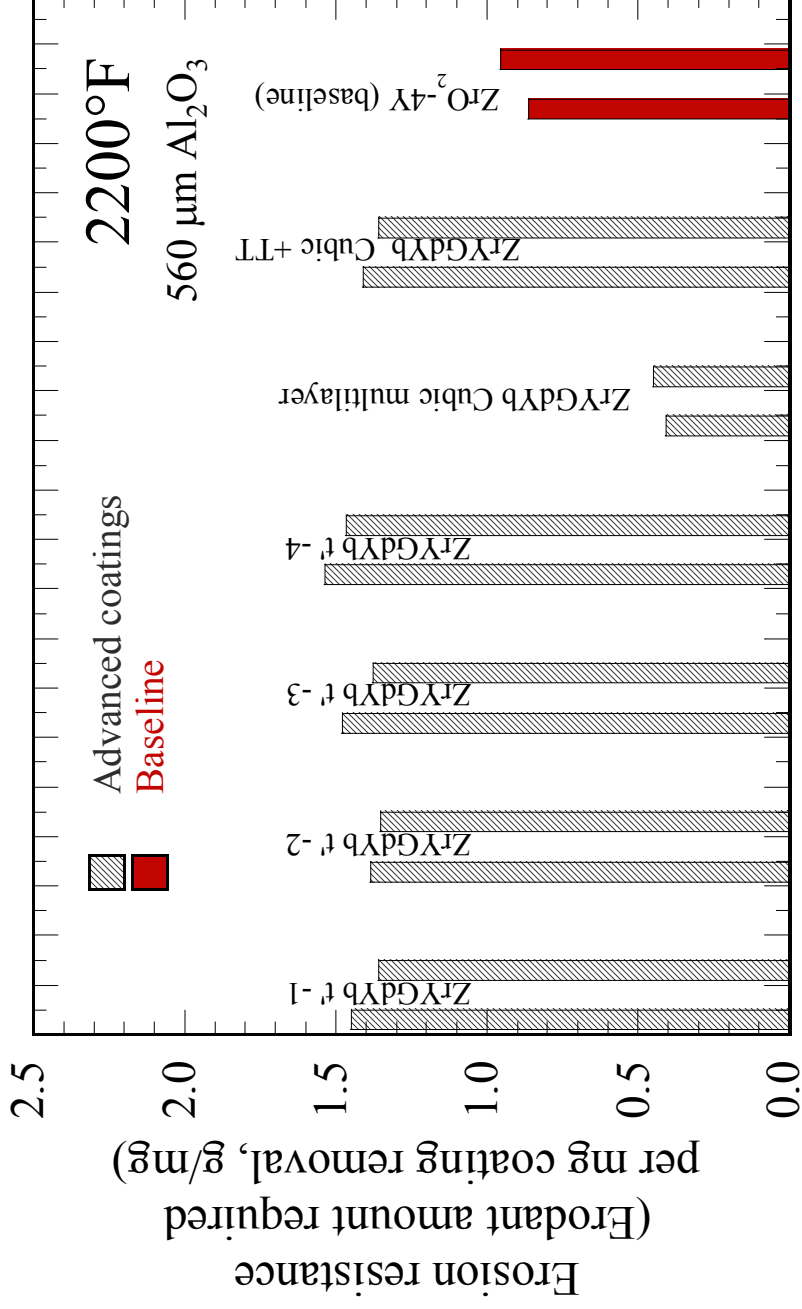 Erosion resistance
(Erodant amount required
per mg coating removal, g/mg)
2.5
2.0
1.5
1.0
0.5
0.0
Advanced coatings
Baseline
2200°F
560 μm Al₂O₃
ZrYGdYb t' -1
ZrYGdYb t' -2
ZrYGdYb t' -3
ZrYGdYb t' -4
ZrYGdYb Cubic multilayer
ZrYGdYb Cubic +TT
ZrO₂-4Y (baseline)